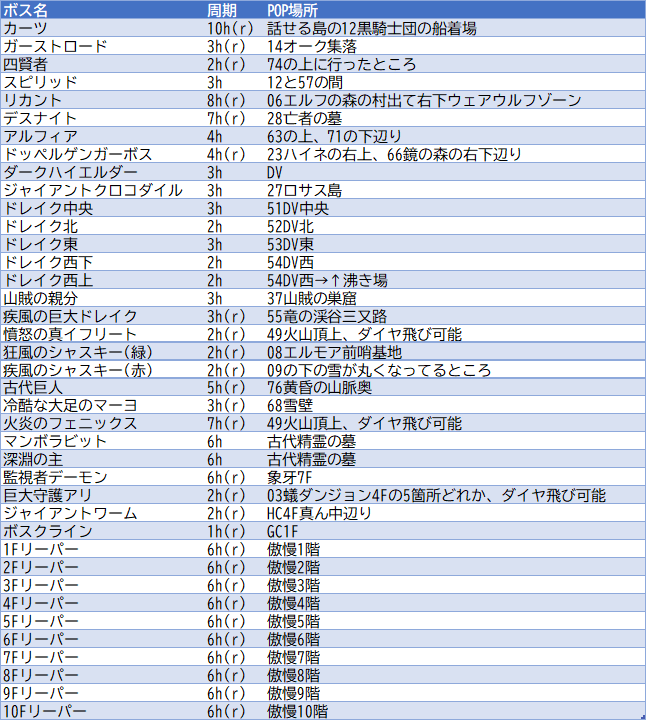 ボス名 周期 POP場所
カーツ 10h(r) 話せる島の12黒騎士団の船着場
ガーストロード 3h(r) 14オーク集落
四賢者 2h(r) 74の上に行ったところ
スピリッド 3h 12と57の間
リカント 8h(r) 06エルフの森の村出て右下ウェアウルフゾーン
デスナイト 7h(r) 28亡者の墓
アルフィア 4h 63の上、71の下辺り
ドッペルゲンガーボス 4h(r) 23ハイネの右上、66鏡の森の右下辺り
ダークハイエルダー 3h DV
ジャイアントクロコダイル 3h 27ロサス島
ドレイク中央 3h 51DV中央
ドレイク北 2h 52DV北
ドレイク東 3h 53DV東
ドレイク西下 2h 54DV西
ドレイク西上 2h 54DV西→↑沸き場
山賊の親分 3h 37山賊の巣窟
疾風の巨大ドレイク 3h(r) 55竜の渓谷三叉路
憤怒の真イフリート 2h(r) 49火山頂上、ダイヤ飛び可能
狂風のシャスキー(緑) 2h(r) 08エルモア前哨基地
疾風のシャスキー(赤) 2h(r) 09の下の雪が丸くなってるところ
古代巨人 5h(r) 76黄昏の山脈奥
冷酷な大足のマーヨ 3h(r) 68雪壁
火炎のフェニックス 7h(r) 49火山頂上、ダイヤ飛び可能
マンボラビット 6h 古代精霊の墓
深淵の主 6h 古代精霊の墓
監視者デーモン 6h(r) 象牙7F
巨大守護アリ 2h(r) 03蟻ダンジョン4Fの5箇所どれか、ダイヤ飛び可能
ジャイアントワーム 2h(r) HC4F真ん中辺り
ボスクライン 1h(r) GC1F
1Fリーパー 6h(r) 傲慢1階
2Fリーパー 6h(r) 傲慢2階
3Fリーパー 6h(r) 傲慢3階
4Fリーパー 6h(r) 傲慢4階
5Fリーパー 6h(r) 傲慢5階
6Fリーパー 6h(r) 傲慢6階
7Fリーパー 6h(r) 傲慢7階
8Fリーパー 6h(r) 傲慢8階
9Fリーパー 6h(r) 傲慢9階
10Fリーパー 6h(r) 傲慢10階